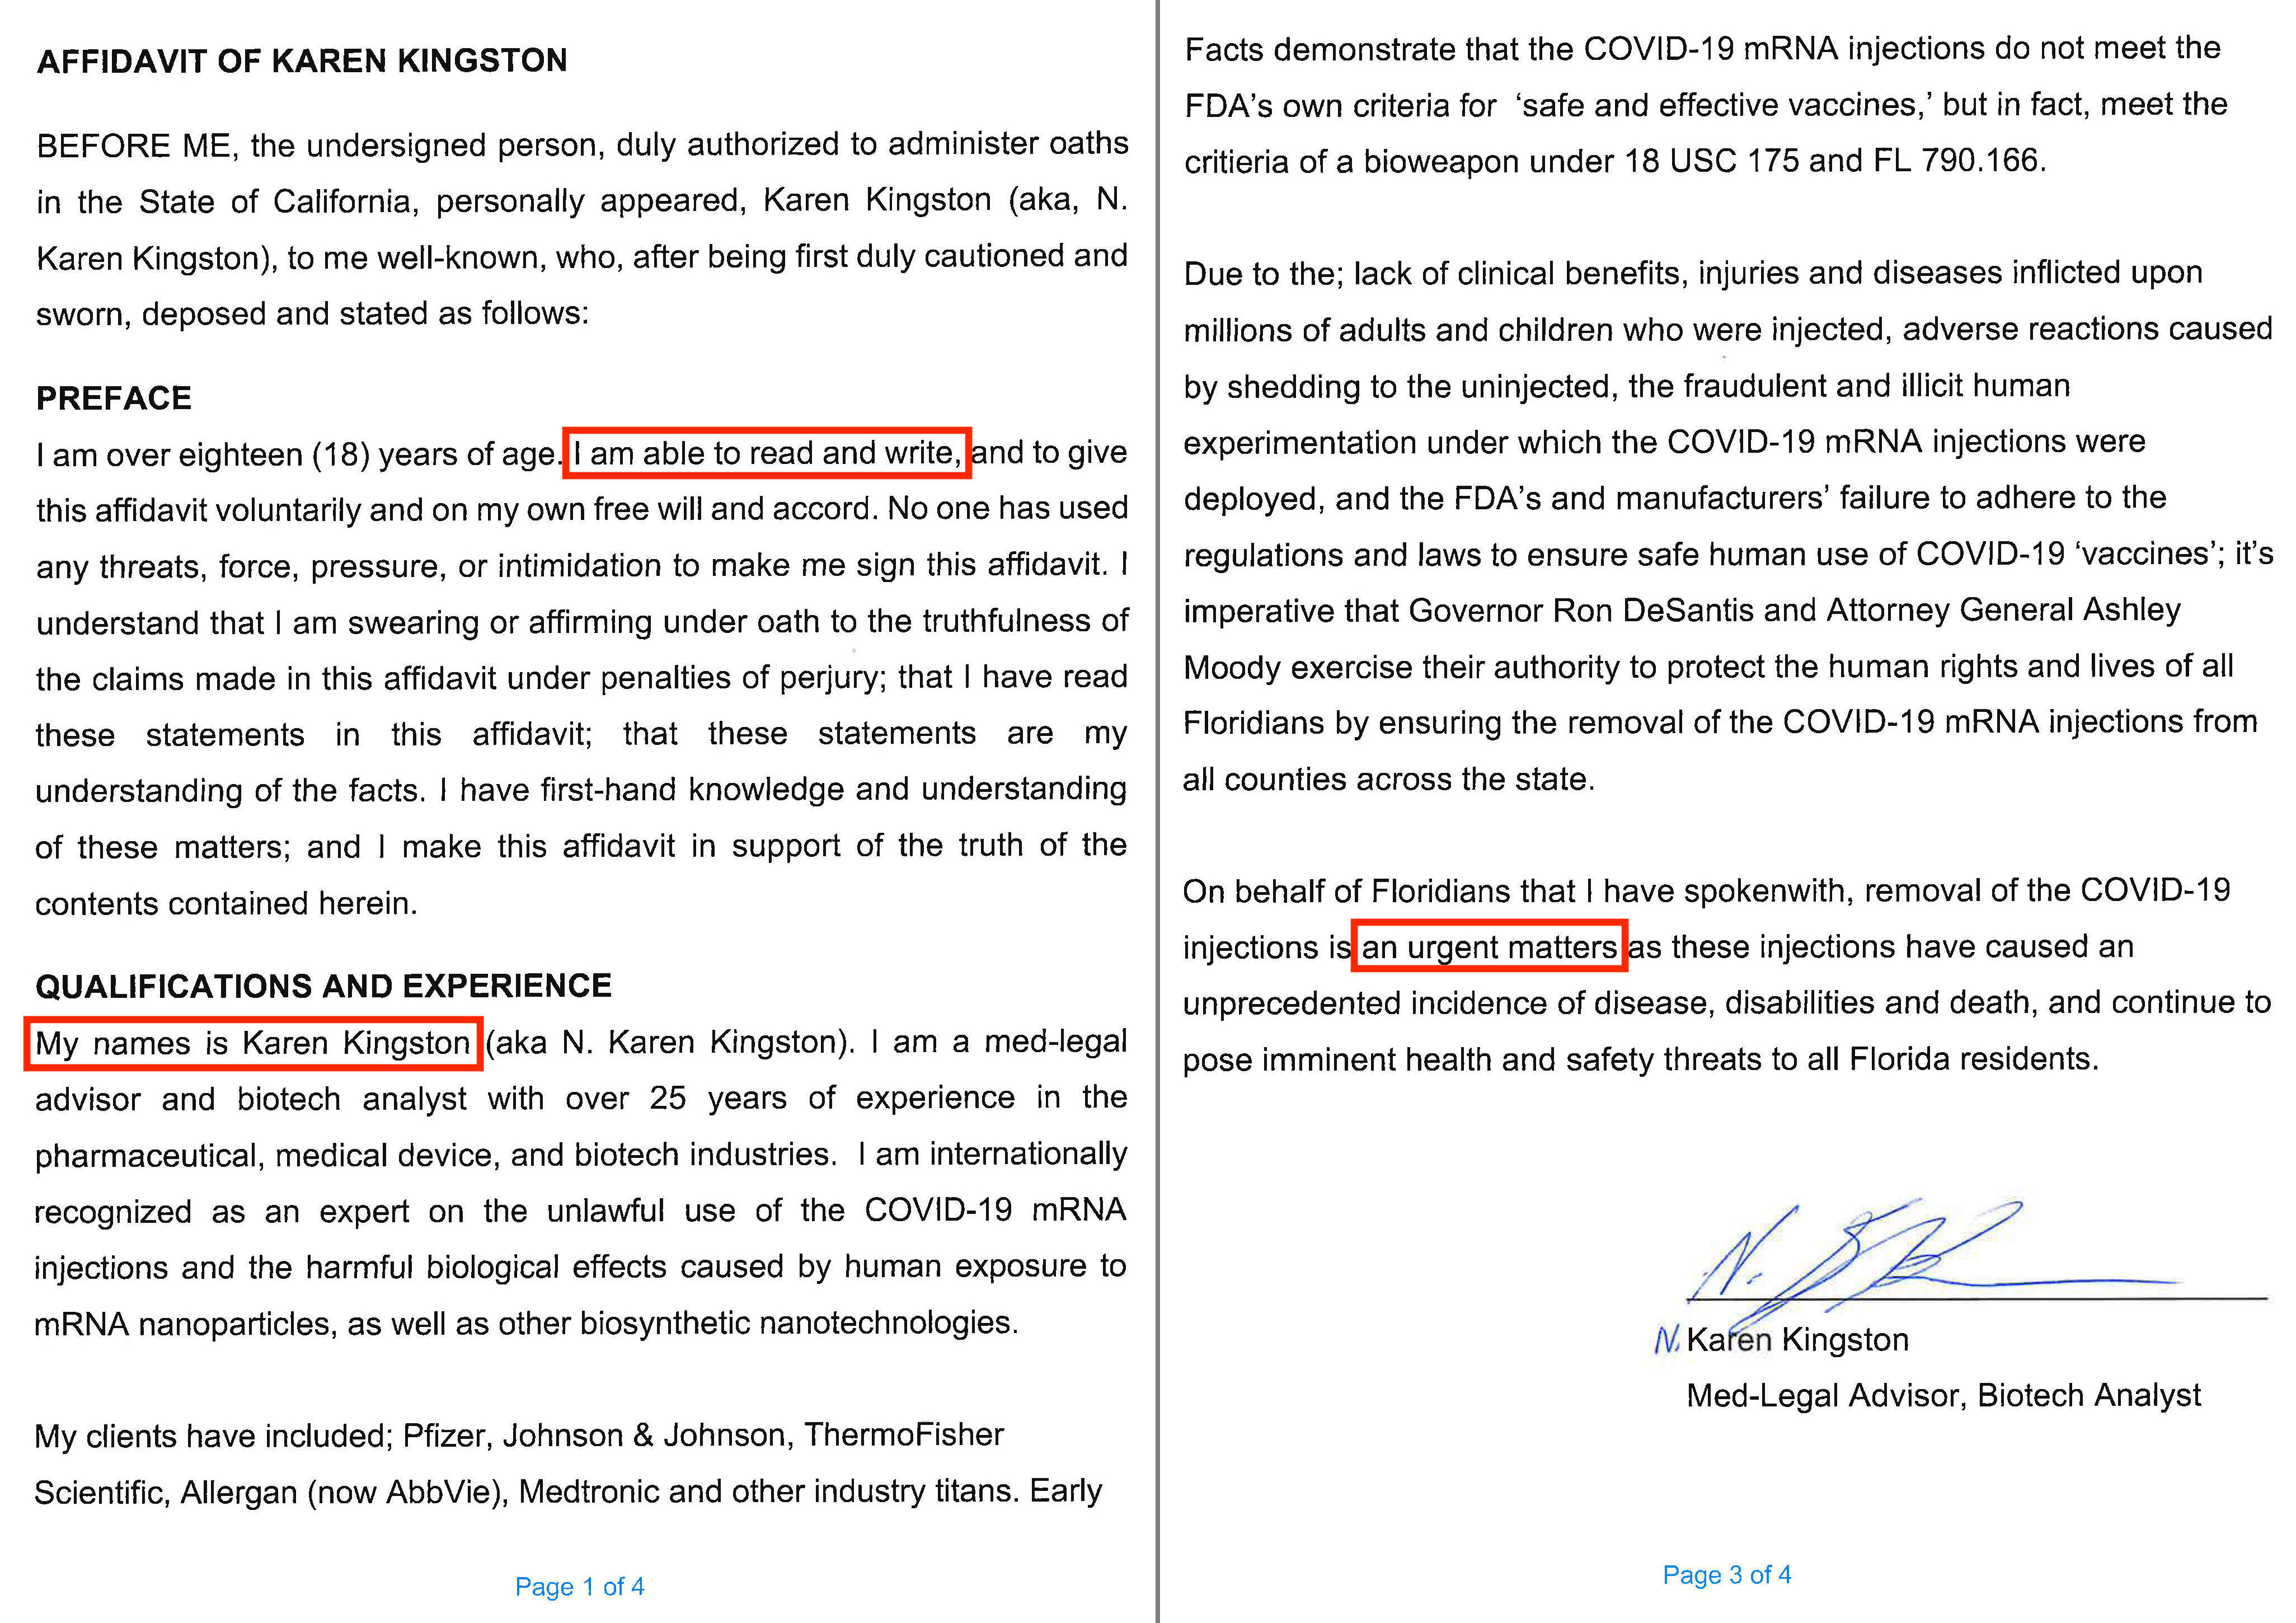 AFFIDAVIT OF KAREN KINGSTON
BEFORE ME, the undersigned person, duly authorized to administer oaths
in the State of California, personally appeared, Karen Kingston (aka, N.
Karen Kingston), to me well-known, who, after being first duly cautioned and
sworn, deposed and stated as follows:
PREFACE
I am over eighteen (18) years of age. I am able to read and write, and to give
this affidavit voluntarily and on my own free will and accord. No one has used
any threats, force, pressure, or intimidation to make me sign this affidavit. I
understand that I am swearing or affirming under oath to the truthfulness of
the claims made in this affidavit under penalties of perjury; that I have read
these statements in this affidavit; that these statements are my
understanding of the facts. I have first-hand knowledge and understanding
of these matters; and I make this affidavit in support of the truth of the
contents contained herein.
QUALIFICATIONS AND EXPERIENCE
My names is Karen Kingston (aka N. Karen Kingston). I am a med-legal
advisor and biotech analyst with over 25 years of experience in the
pharmaceutical, medical device, and biotech industries. I am internationally
recognized as an expert on the unlawful use of the COVID-19 mRNA
injections and the harmful biological effects caused by human exposure to
mRNA nanoparticles, as well as other biosynthetic nanotechnologies.
My clients have included; Pfizer, Johnson & Johnson, ThermoFisher
Scientific, Allergan (now AbbVie), Medtronic and other industry titans. Early
Page 1 of 4
Facts demonstrate that the COVID-19 mRNA injections do not meet the
FDA's own criteria for ‘safe and effective vaccines,’ but in fact, meet the
critieria of a bioweapon under 18 USC 175 and FL 790.166.
Due to the; lack of clinical benefits, injuries and diseases inflicted upon
millions of adults and children who were injected, adverse reactions caused
by shedding to the uninjected, the fraudulent and illicit human
experimentation under which the COVID-19 mRNA injections were
deployed, and the FDA's and manufacturers' failure to adhere to the
regulations and laws to ensure safe human use of COVID-19 ‘vaccines’; it's
imperative that Governor Ron DeSantis and Attorney General Ashley
Moody exercise their authority to protect the human rights and lives of all
Floridians by ensuring the removal of the COVID-19 mRNA injections from
all counties across the state.
On behalf of Floridians that I have spokenwith, removal of the COVID-19
injections is an urgent matters as these injections have caused an
unprecedented incidence of disease, disabilities and death, and continue to
pose imminent health and safety threats to all Florida residents.
N.
N. Karen Kingston
Med-Legal Advisor, Biotech Analyst
Page 3 of 4